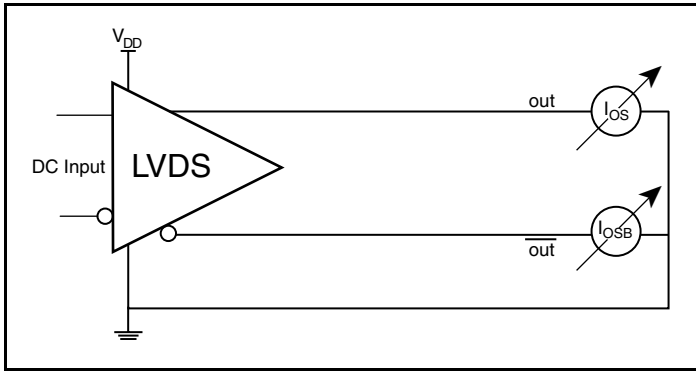 V_DD
out
I_OS
DC Input
LVDS
I_OSB
out